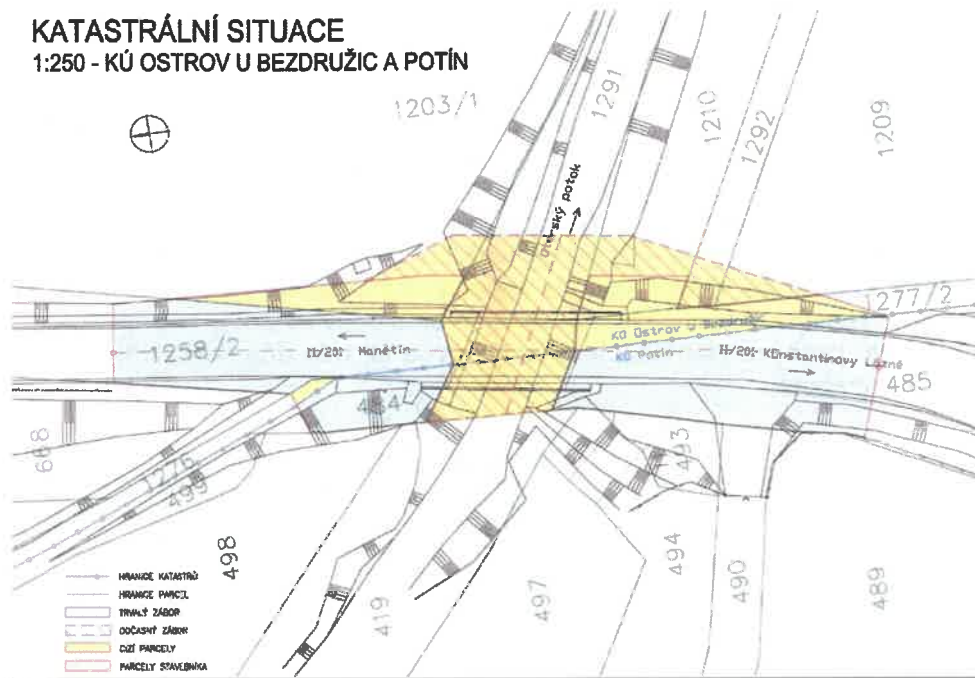 KATASTRÁLNÍ SITUACE
1:250 - KÚ OSTROV U BEZDRUŽIC A POTÍN
1203/1
1291
1210
1292
1209
potok
1277/2
1258/2
II/201 Manětín
KÚ Ostrov U
KÚ Potín
II/201 Konstantinovy Lázně
485
484
493
668
1276
499
498
419
497
494
490
489
HRANICE KATASTRŮ
HRANICE PARCEL
TRVALÝ ZÁBOR
DOČASNÝ ZÁBOR
CIZÍ PARCELY
PARCELY STAVEBNÍKA